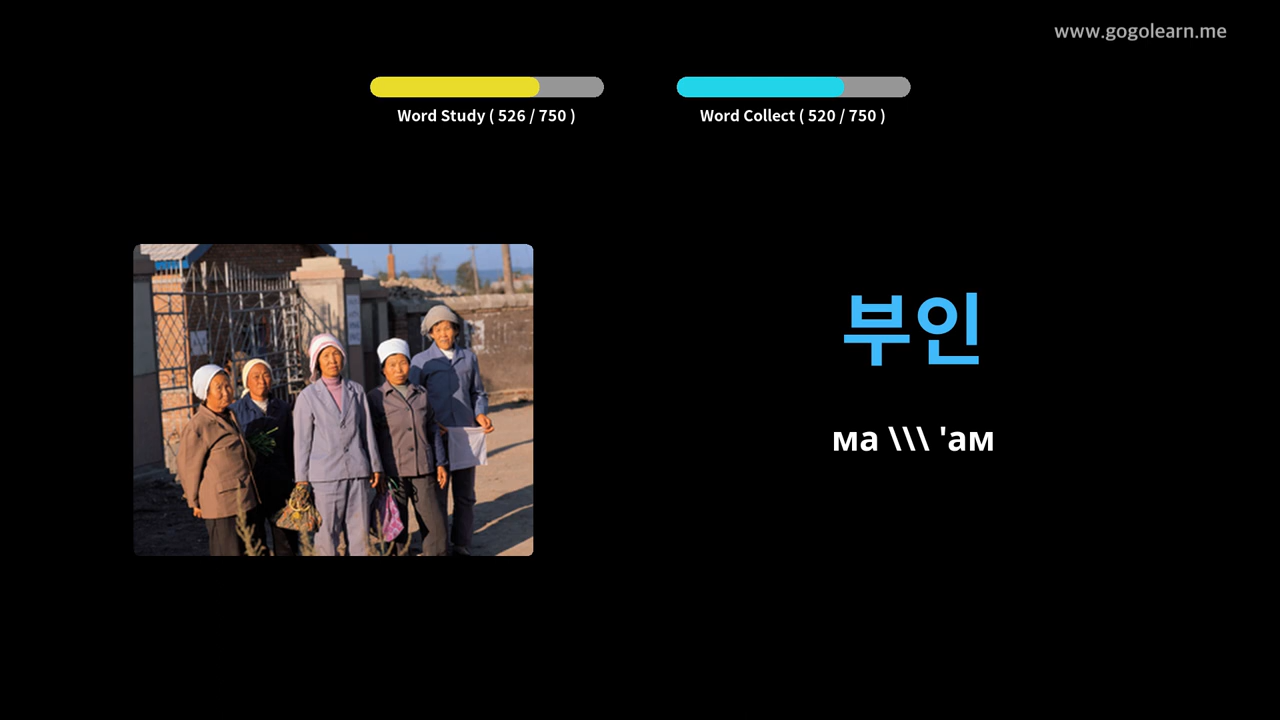 www.gogolearn.me
Word Study ( 526 / 750 )
Word Collect ( 520 / 750 )
부인
ма \\\ 'ам